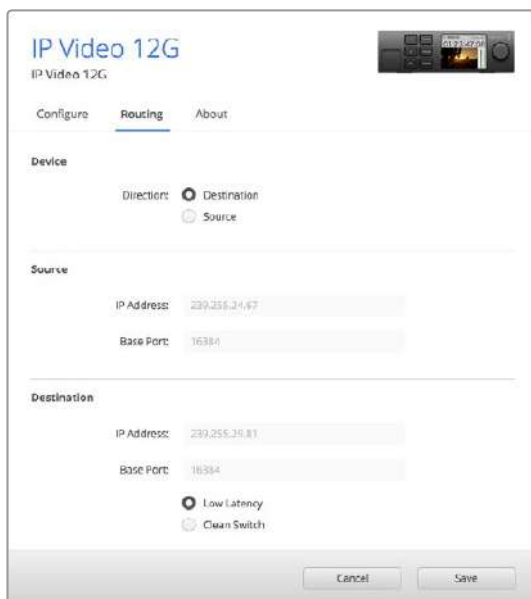 IP Video 12G
IP Video 12G
Configure Routing About
Device
Direction: Destination
Source
Source
IP Address: 239.255.24.67
Base Port: 16384
Destination
IP Address: 239.255.29.81
Base Port: 16384
Low Latency
Clean Switch
Cancel Save